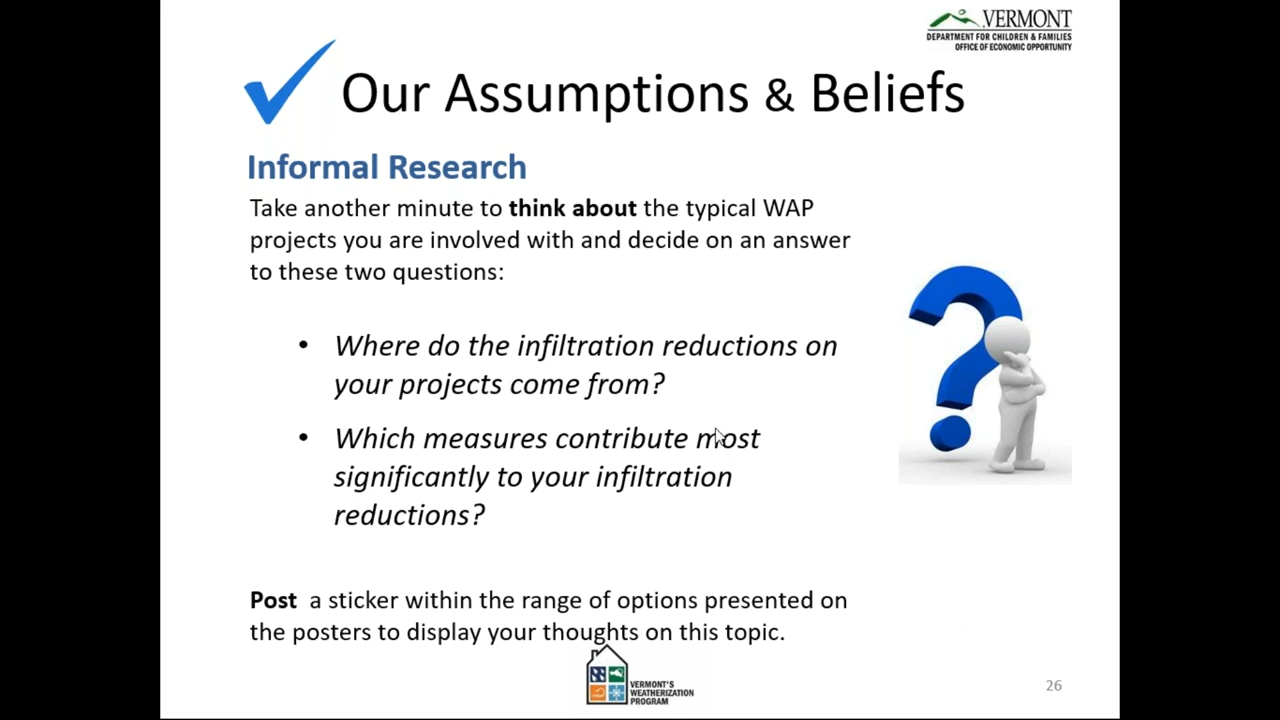 VERMONT
DEPARTMENT FOR CHILDREN & FAMILIES
OFFICE OF ECONOMIC OPPORTUNITY
Our Assumptions & Beliefs
Informal Research
Take another minute to think about the typical WAP
projects you are involved with and decide on an answer
to these two questions:
• Where do the infiltration reductions on
your projects come from?
• Which measures contribute most
significantly to your infiltration
reductions?
Post a sticker within the range of options presented on
the posters to display your thoughts on this topic.
VERMONT'S
WEATHERIZATION
PROGRAM
26